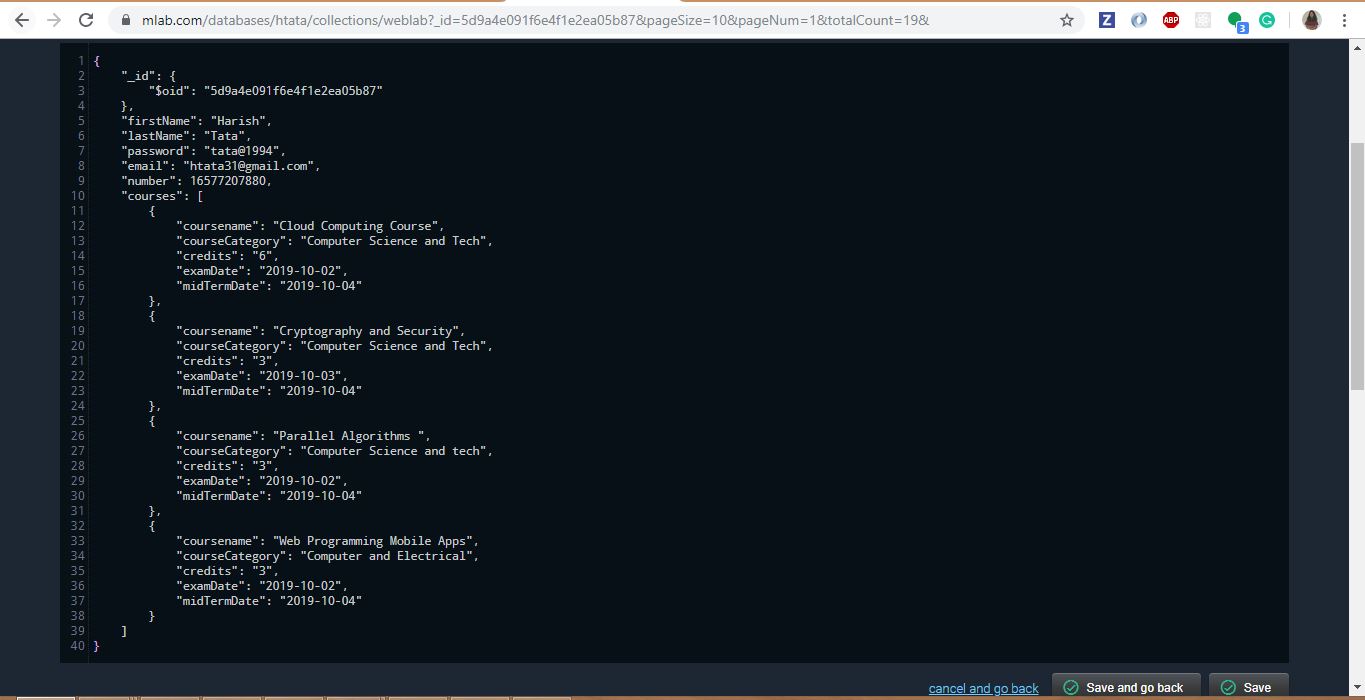 mlab.com/databases/htata/collections/weblab?_id=5d9a4e091f6e4f1e2ea05b87&pageSize=10&pageNum=1&totalCount=19&
Z
ABP
3
G
1 {
2 "_id": {
3 "$oid": "5d9a4e091f6e4f1e2ea05b87"
4 },
5 "firstName": "Harish",
6 "lastName": "Tata",
7 "password": "tata@1994",
8 "email": "htata31@gmail.com",
9 "number": 16577207880,
10 "courses": [
11 {
12 "coursename": "Cloud Computing Course",
13 "courseCategory": "Computer Science and Tech",
14 "credits": "6",
15 "examDate": "2019-10-02",
16 "midTermDate": "2019-10-04"
17 },
18 {
19 "coursename": "Cryptography and Security",
20 "courseCategory": "Computer Science and Tech",
21 "credits": "3",
22 "examDate": "2019-10-03",
23 "midTermDate": "2019-10-04"
24 },
25 {
26 "coursename": "Parallel Algorithms ",
27 "courseCategory": "Computer Science and tech",
28 "credits": "3",
29 "examDate": "2019-10-02",
30 "midTermDate": "2019-10-04"
31 },
32 {
33 "coursename": "Web Programming Mobile Apps",
34 "courseCategory": "Computer and Electrical",
35 "credits": "3",
36 "examDate": "2019-10-02",
37 "midTermDate": "2019-10-04"
38 }
39 ]
40 }
cancel and go back Save and go back Save